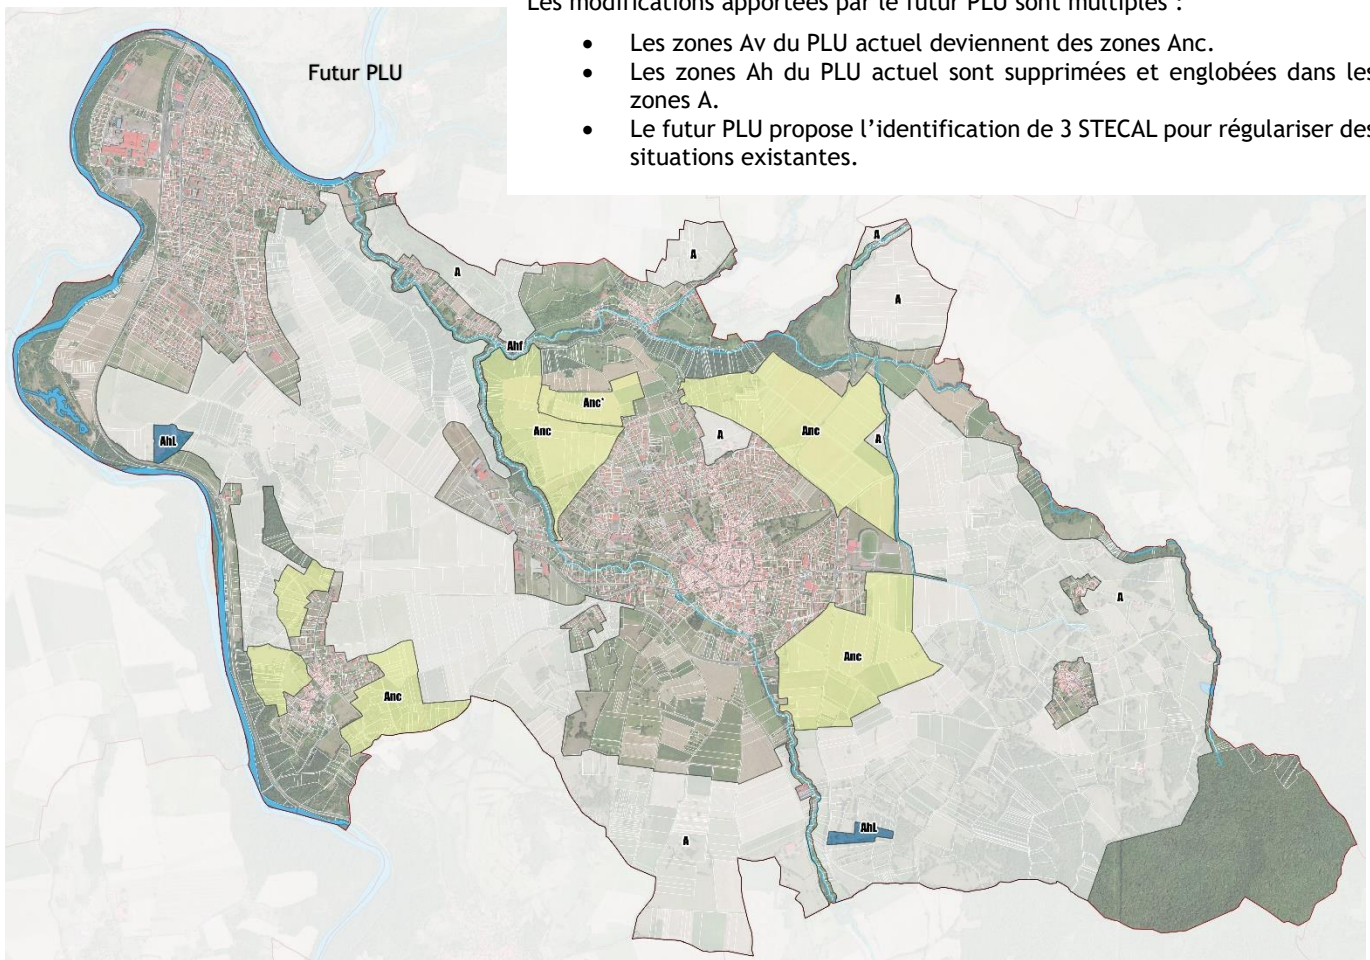 Les modifications apportées par le futur PLU sont multiples :
• Les zones Av du PLU actuel deviennent des zones Anc.
• Les zones Ah du PLU actuel sont supprimées et englobées dans les
zones A.
• Le futur PLU propose l’identification de 3 STECAL pour régulariser des
situations existantes.
Futur PLU
A
A
A
A
A
Ahf
Anc*
Anc
A
Anc
A
AhL
A
Anc
Anc
AhL
A